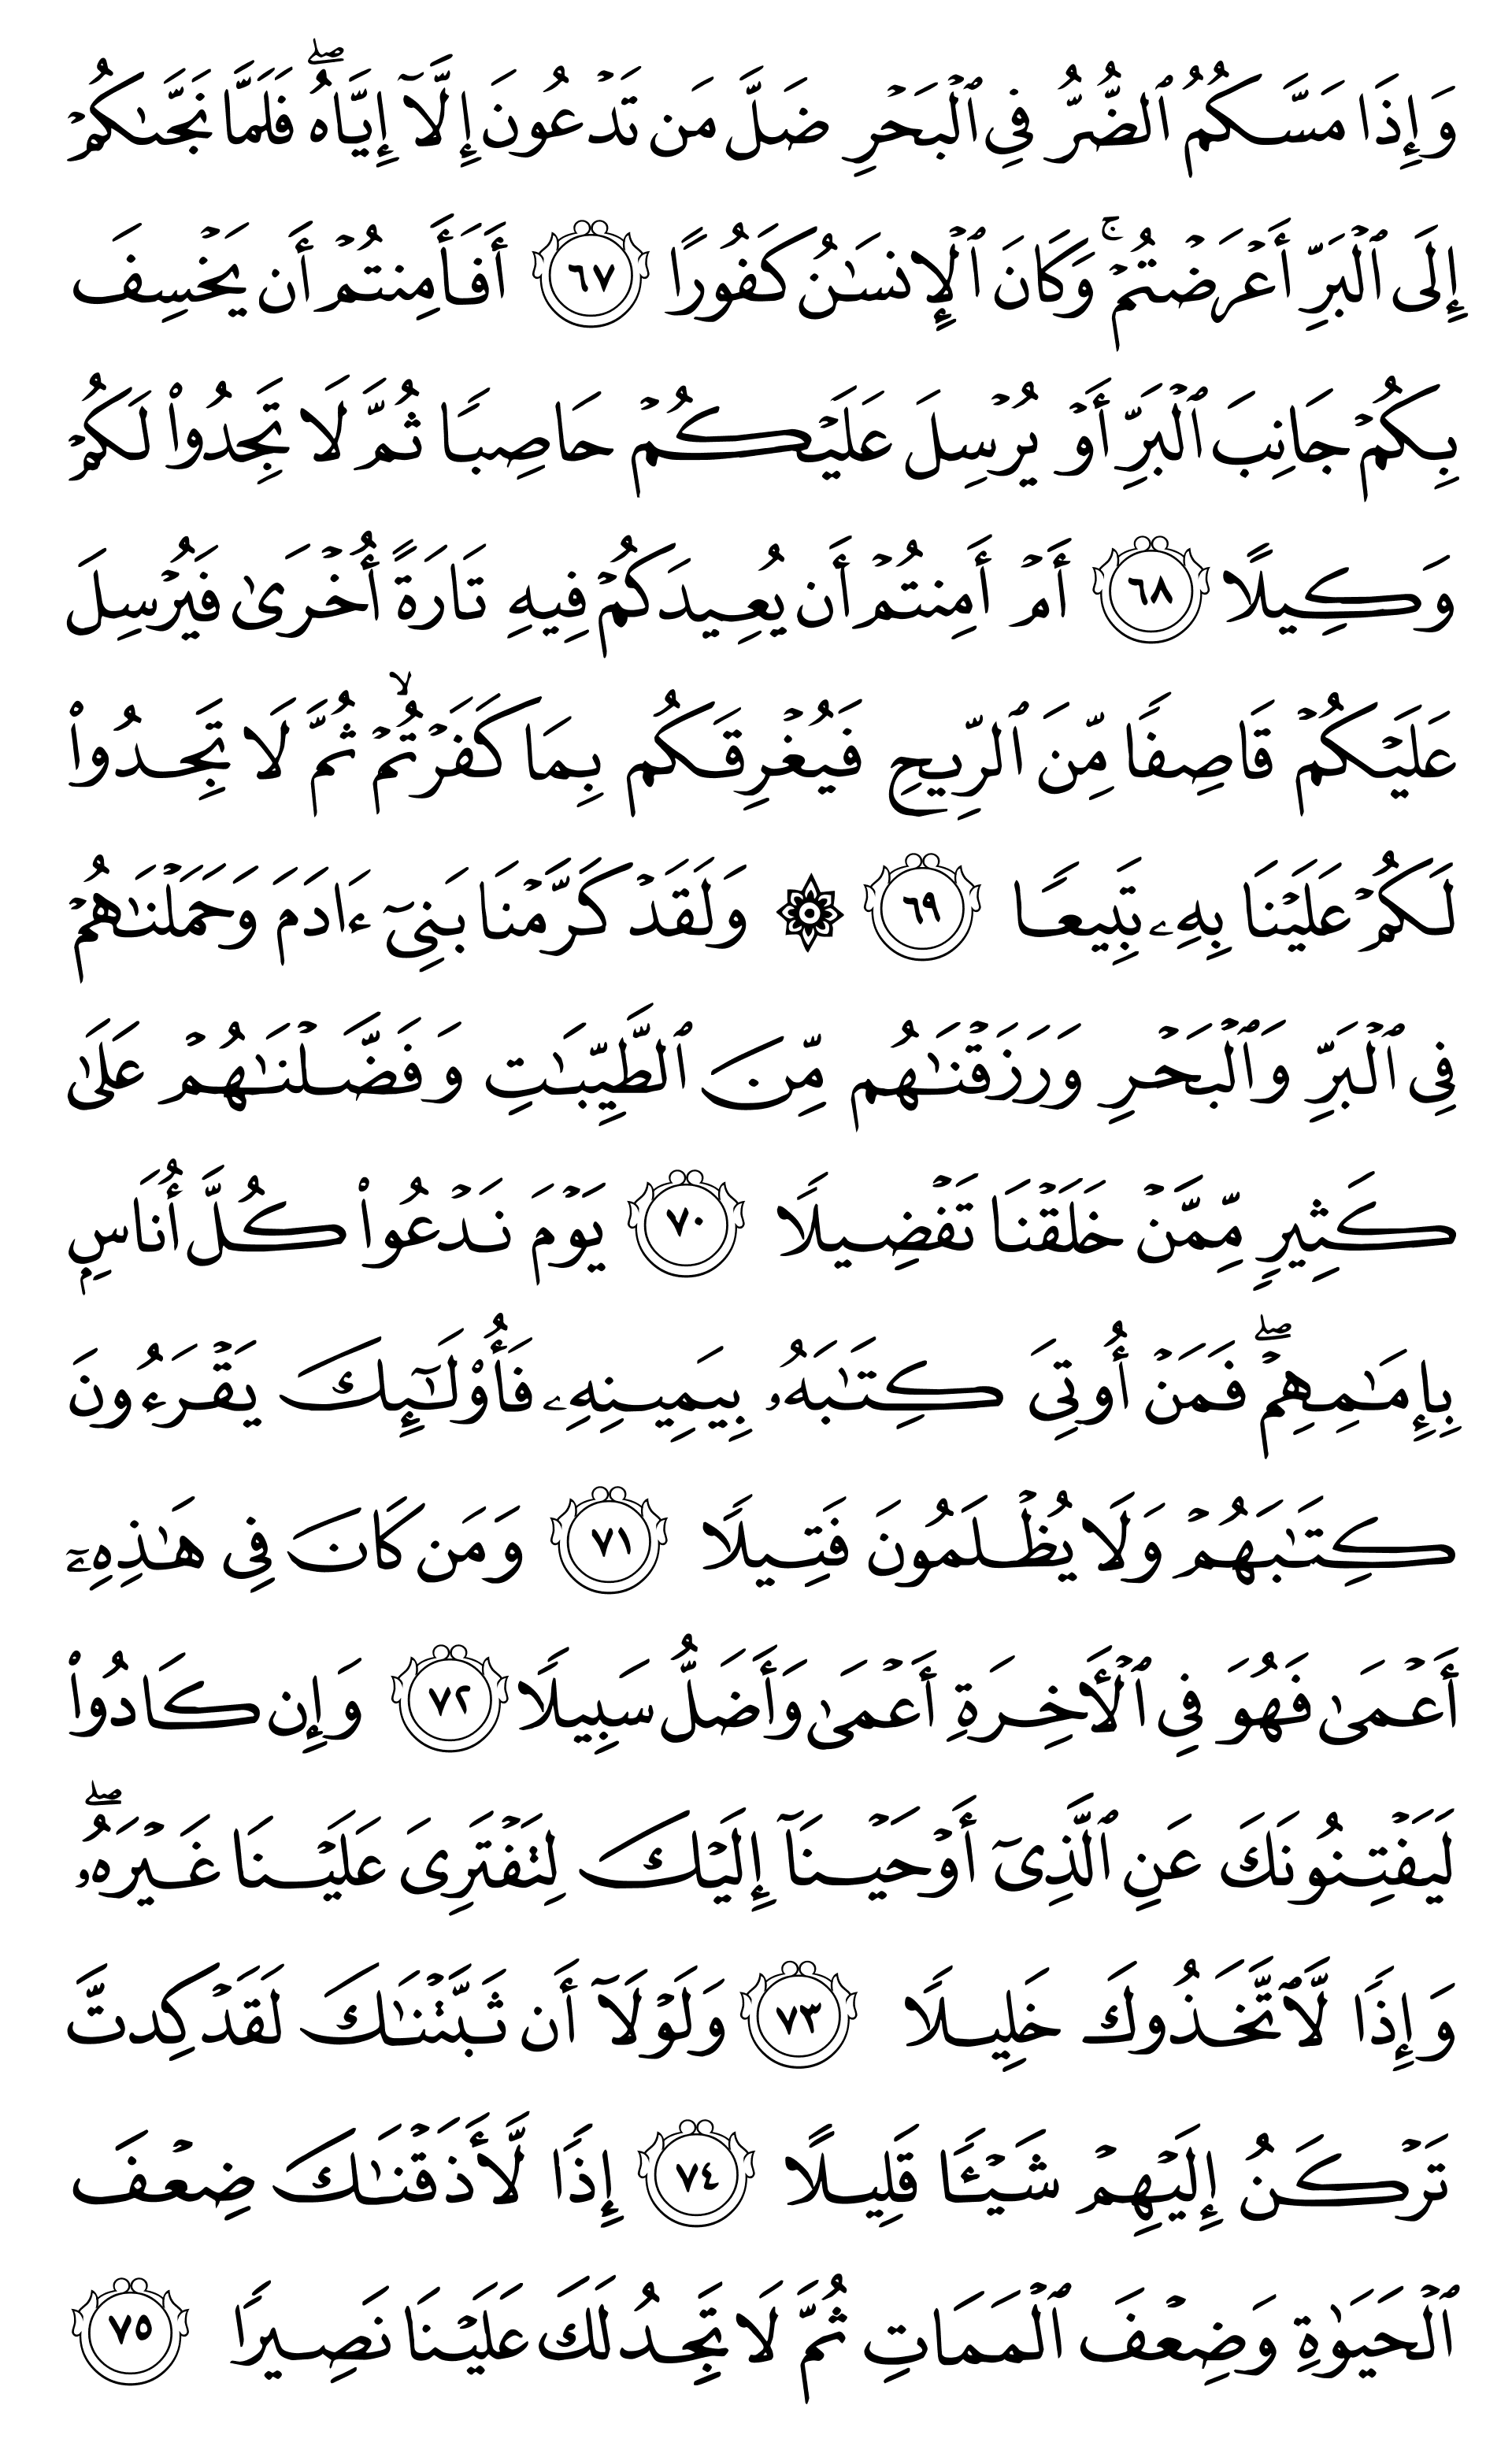 وَإِذَا مَسَّكُمُ ٱلضُّرُّ فِي ٱلۡبَحۡرِ ضَلَّ مَن تَدۡعُونَ إِلَّآ إِيَّاهُۖ فَلَمَّا نَجَّىٰكُمۡ
إِلَى ٱلۡبَرِّ أَعۡرَضۡتُمۡۚ وَكَانَ ٱلۡإِنسَٰنُ كَفُورًا ٦٧ أَفَأَمِنتُمۡ أَن يَخۡسِفَ
بِكُمۡ جَانِبَ ٱلۡبَرِّ أَوۡ يُرۡسِلَ عَلَيۡكُمۡ حَاصِبٗا ثُمَّ لَا تَجِدُواْ لَكُمۡ
وَكِيلًا ٦٨ أَمۡ أَمِنتُمۡ أَن يُعِيدَكُمۡ فِيهِ تَارَةً أُخۡرَىٰ فَيُرۡسِلَ
عَلَيۡكُمۡ قَاصِفٗا مِّنَ ٱلرِّيحِ فَيُغۡرِقَكُم بِمَا كَفَرۡتُمۡۙ ثُمَّ لَا تَجِدُواْ
لَكُمۡ عَلَيۡنَا بِهِۦ تَبِيعٗا ٦٩ ۞ وَلَقَدۡ كَرَّمۡنَا بَنِيٓ ءَادَمَ وَحَمَلۡنَٰهُمۡ
فِي ٱلۡبَرِّ وَٱلۡبَحۡرِ وَرَزَقۡنَٰهُم مِّنَ ٱلطَّيِّبَٰتِ وَفَضَّلۡنَٰهُمۡ عَلَىٰ
كَثِيرٖ مِّمَّنۡ خَلَقۡنَا تَفۡضِيلٗا ٧٠ يَوۡمَ نَدۡعُواْ كُلَّ أُنَاسِۭ
بِإِمَٰمِهِمۡۖ فَمَنۡ أُوتِيَ كِتَٰبَهُۥ بِيَمِينِهِۦ فَأُوْلَٰٓئِكَ يَقۡرَءُونَ
كِتَٰبَهُمۡ وَلَا يُظۡلَمُونَ فَتِيلٗا ٧١ وَمَن كَانَ فِي هَٰذِهِۦٓ
أَعۡمَىٰ فَهُوَ فِي ٱلۡأٓخِرَةِ أَعۡمَىٰ وَأَضَلُّ سَبِيلٗا ٧٢ وَإِن كَادُواْ
لَيَفۡتِنُونَكَ عَنِ ٱلَّذِيٓ أَوۡحَيۡنَآ إِلَيۡكَ لِتَفۡتَرِيَ عَلَيۡنَا غَيۡرَهُۥۖ
وَإِذٗا لَّٱتَّخَذُوكَ خَلِيلٗا ٧٣ وَلَوۡلَآ أَن ثَبَّتۡنَٰكَ لَقَدۡ كِدتَّ
تَرۡكَنُ إِلَيۡهِمۡ شَيۡـٔٗا قَلِيلًا ٧٤ إِذٗا لَّأَذَقۡنَٰكَ ضِعۡفَ
ٱلۡحَيَوٰةِ وَضِعۡفَ ٱلۡمَمَاتِ ثُمَّ لَا تَجِدُ لَكَ عَلَيۡنَا نَصِيرٗا ٧٥